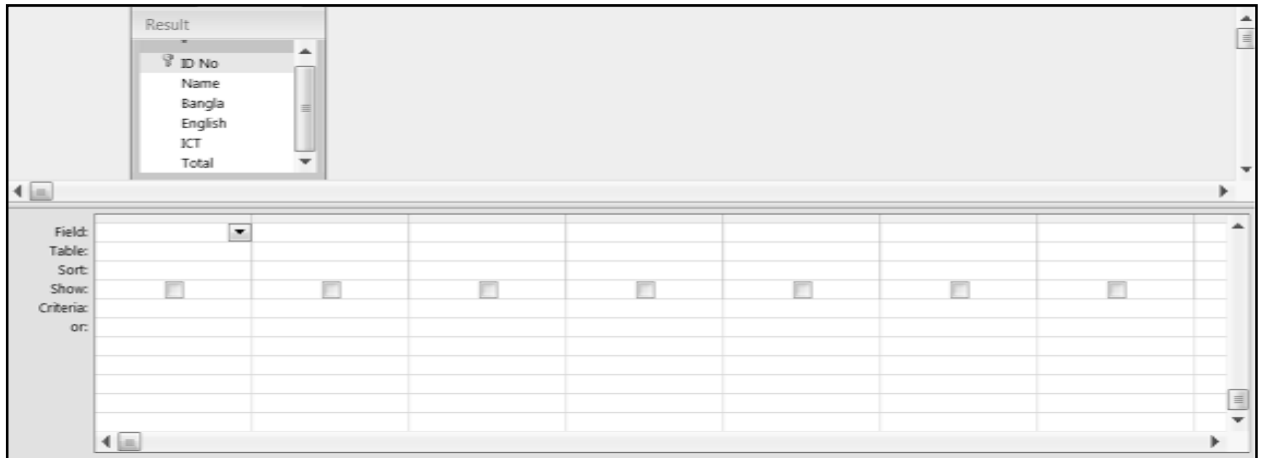 Result
ID No
Name
Bangla
English
ICT
Total
Field:
Table:
Sort:
Show:
Criteria:
or: